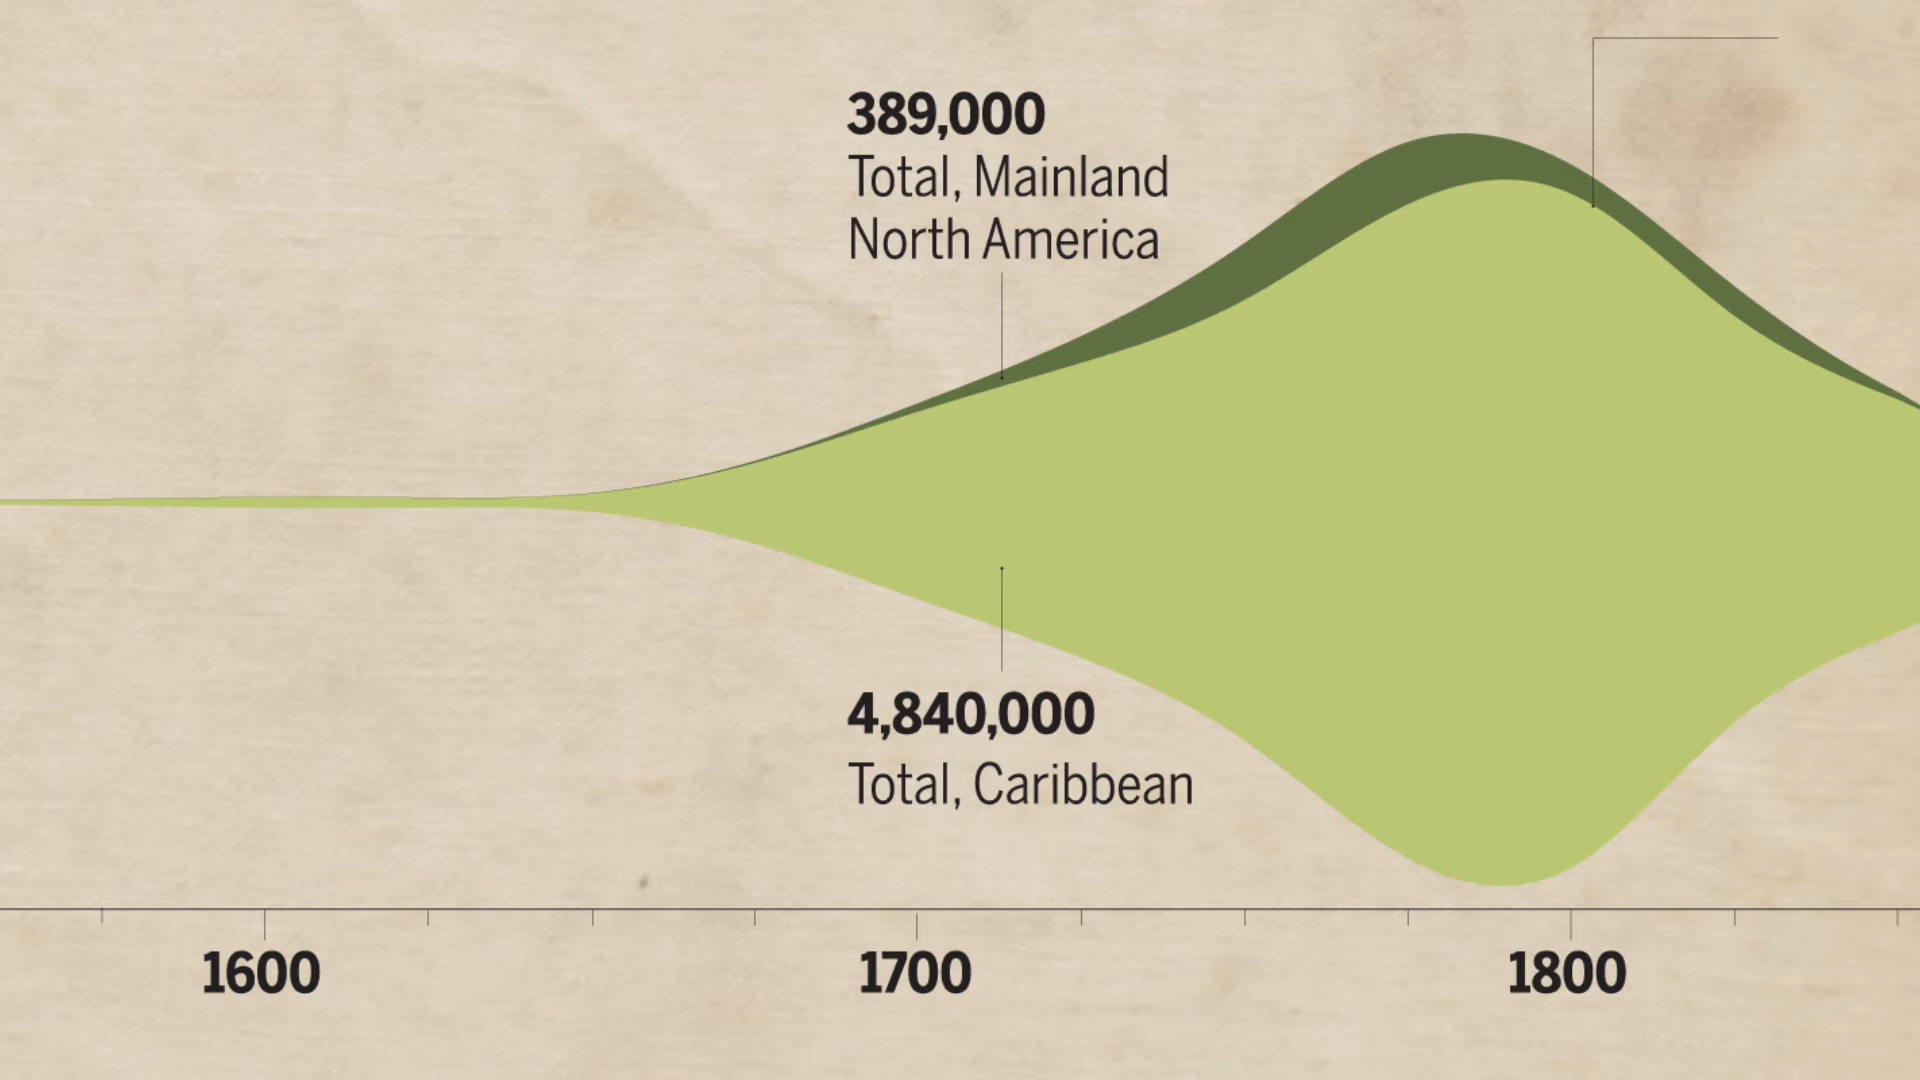 389,000
Total, Mainland
North America
4,840,000
Total, Caribbean
1600
1700
1800